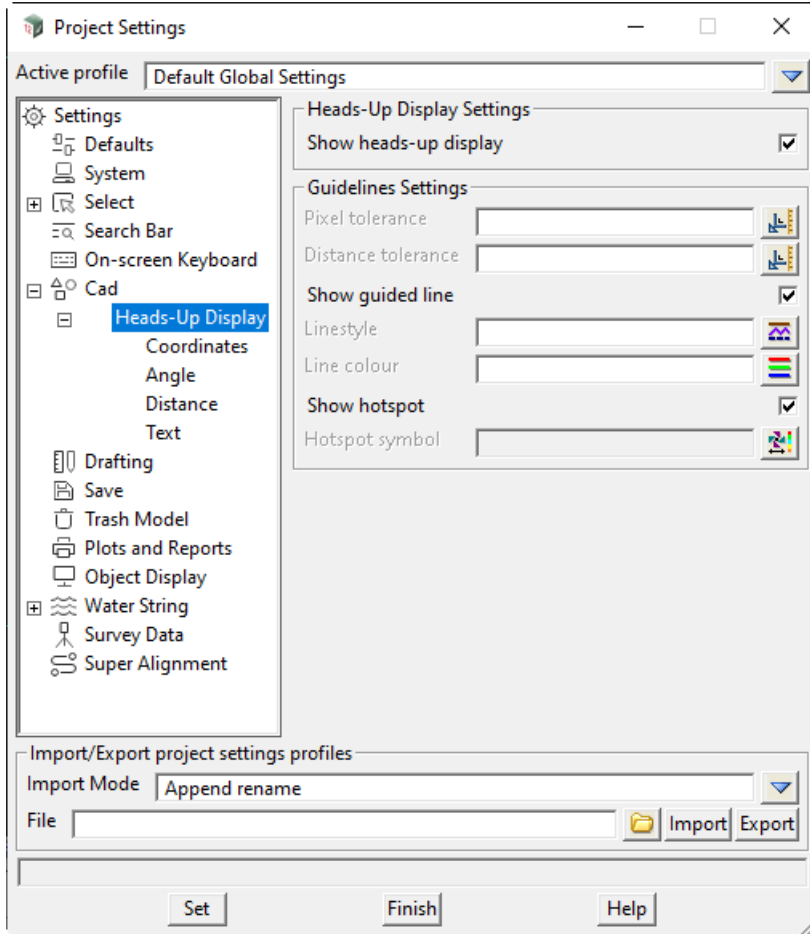 Project Settings
Active profile Default Global Settings
Settings
Defaults
System
Select
Search Bar
On-screen Keyboard
Cad
Heads-Up Display
Coordinates
Angle
Distance
Text
Drafting
Save
Trash Model
Plots and Reports
Object Display
Water String
Survey Data
Super Alignment
Heads-Up Display Settings
Show heads-up display
Guidelines Settings
Pixel tolerance
Distance tolerance
Show guided line
Linestyle
Line colour
Show hotspot
Hotspot symbol
Import/Export project settings profiles
Import Mode Append rename
File Import Export
Set Finish Help